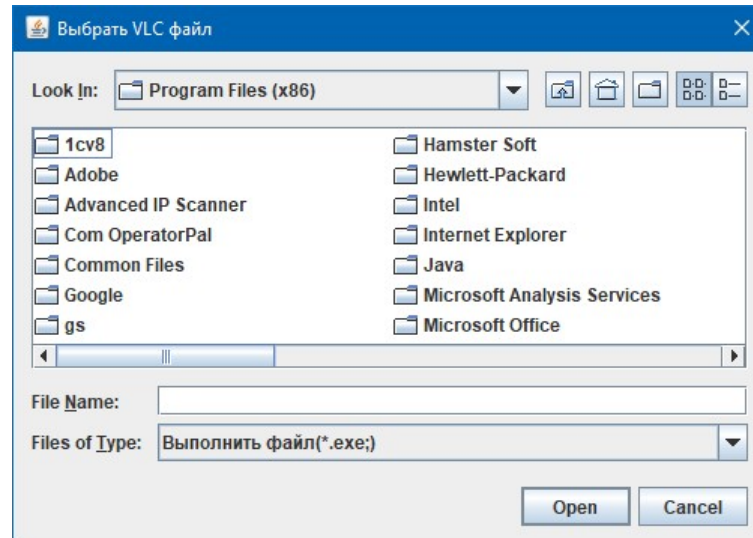 Выбрать VLC файл
Look In: Program Files (x86)
1cv8
Adobe
Advanced IP Scanner
Com OperatorPal
Common Files
Google
gs
Hamster Soft
Hewlett-Packard
Intel
Internet Explorer
Java
Microsoft Analysis Services
Microsoft Office
File Name:
Files of Type: Выполнить файл(*.exe;)
Open Cancel